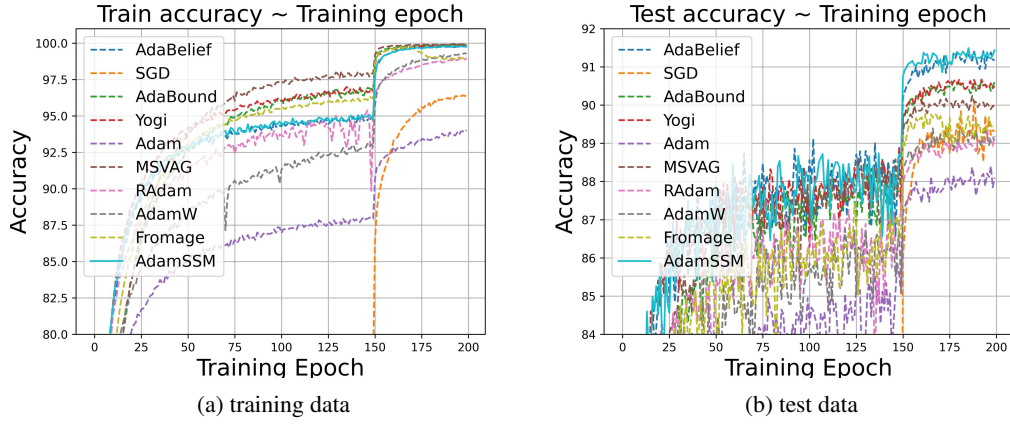 Train accuracy ~ Training epoch
100.0
97.5
95.0
92.5
90.0
87.5
85.0
82.5
80.0
Accuracy
AdaBelief
SGD
AdaBound
Yogi
Adam
MSVAG
RAdam
AdamW
Fromage
AdamSSM
0 25 50 75 100 125 150 175 200
Training Epoch
(a) training data
Test accuracy ~ Training epoch
92
91
90
89
88
87
86
85
84
Accuracy
AdaBelief
SGD
AdaBound
Yogi
Adam
MSVAG
RAdam
AdamW
Fromage
AdamSSM
0 25 50 75 100 125 150 175 200
Training Epoch
(b) test data